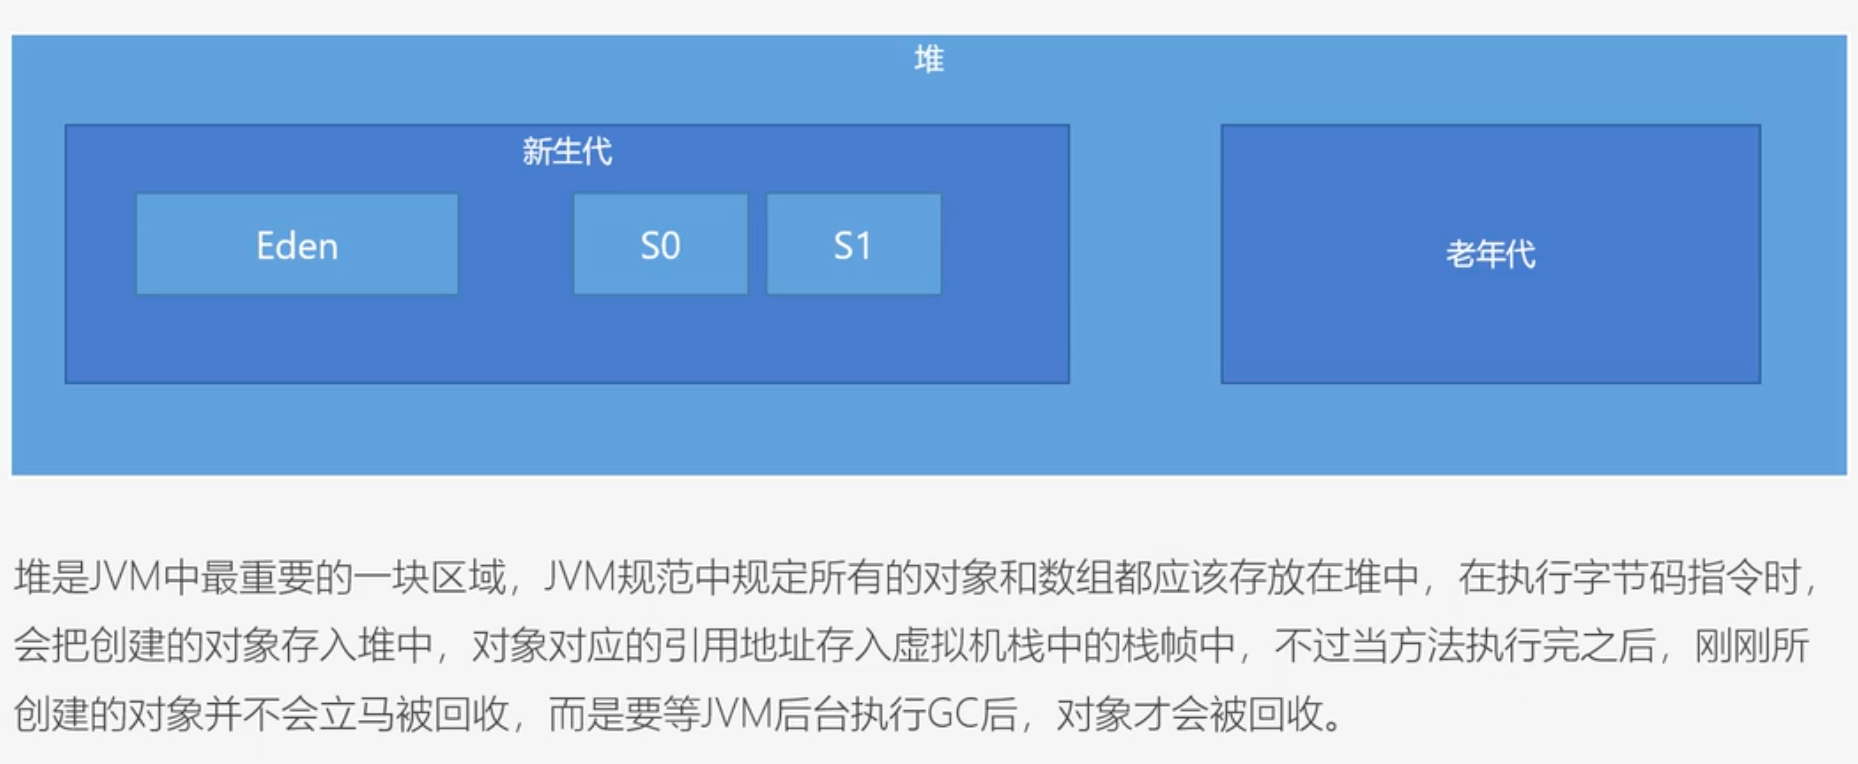 堆
新生代
Eden
S0
S1
老年代
堆是JVM中最重要的一块区域，JVM规范中规定所有的对象和数组都应该存放在堆中，在执行字节码指令时，
会把创建的对象存入堆中，对象对应的引用地址存入虚拟机栈中的栈帧中，不过当方法执行完之后，刚刚所
创建的对象并不会立马被回收，而是要等JVM后台执行GC后，对象才会被回收。